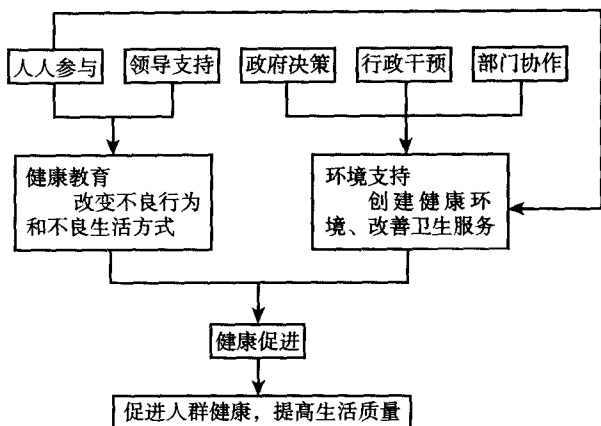 人人参与
领导支持
政府决策
行政干预
部门协作
健康教育
改变不良行为
和不良生活方式
环境支持
创建健康环
境、改善卫生服务
健康促进
促进人群健康，提高生活质量